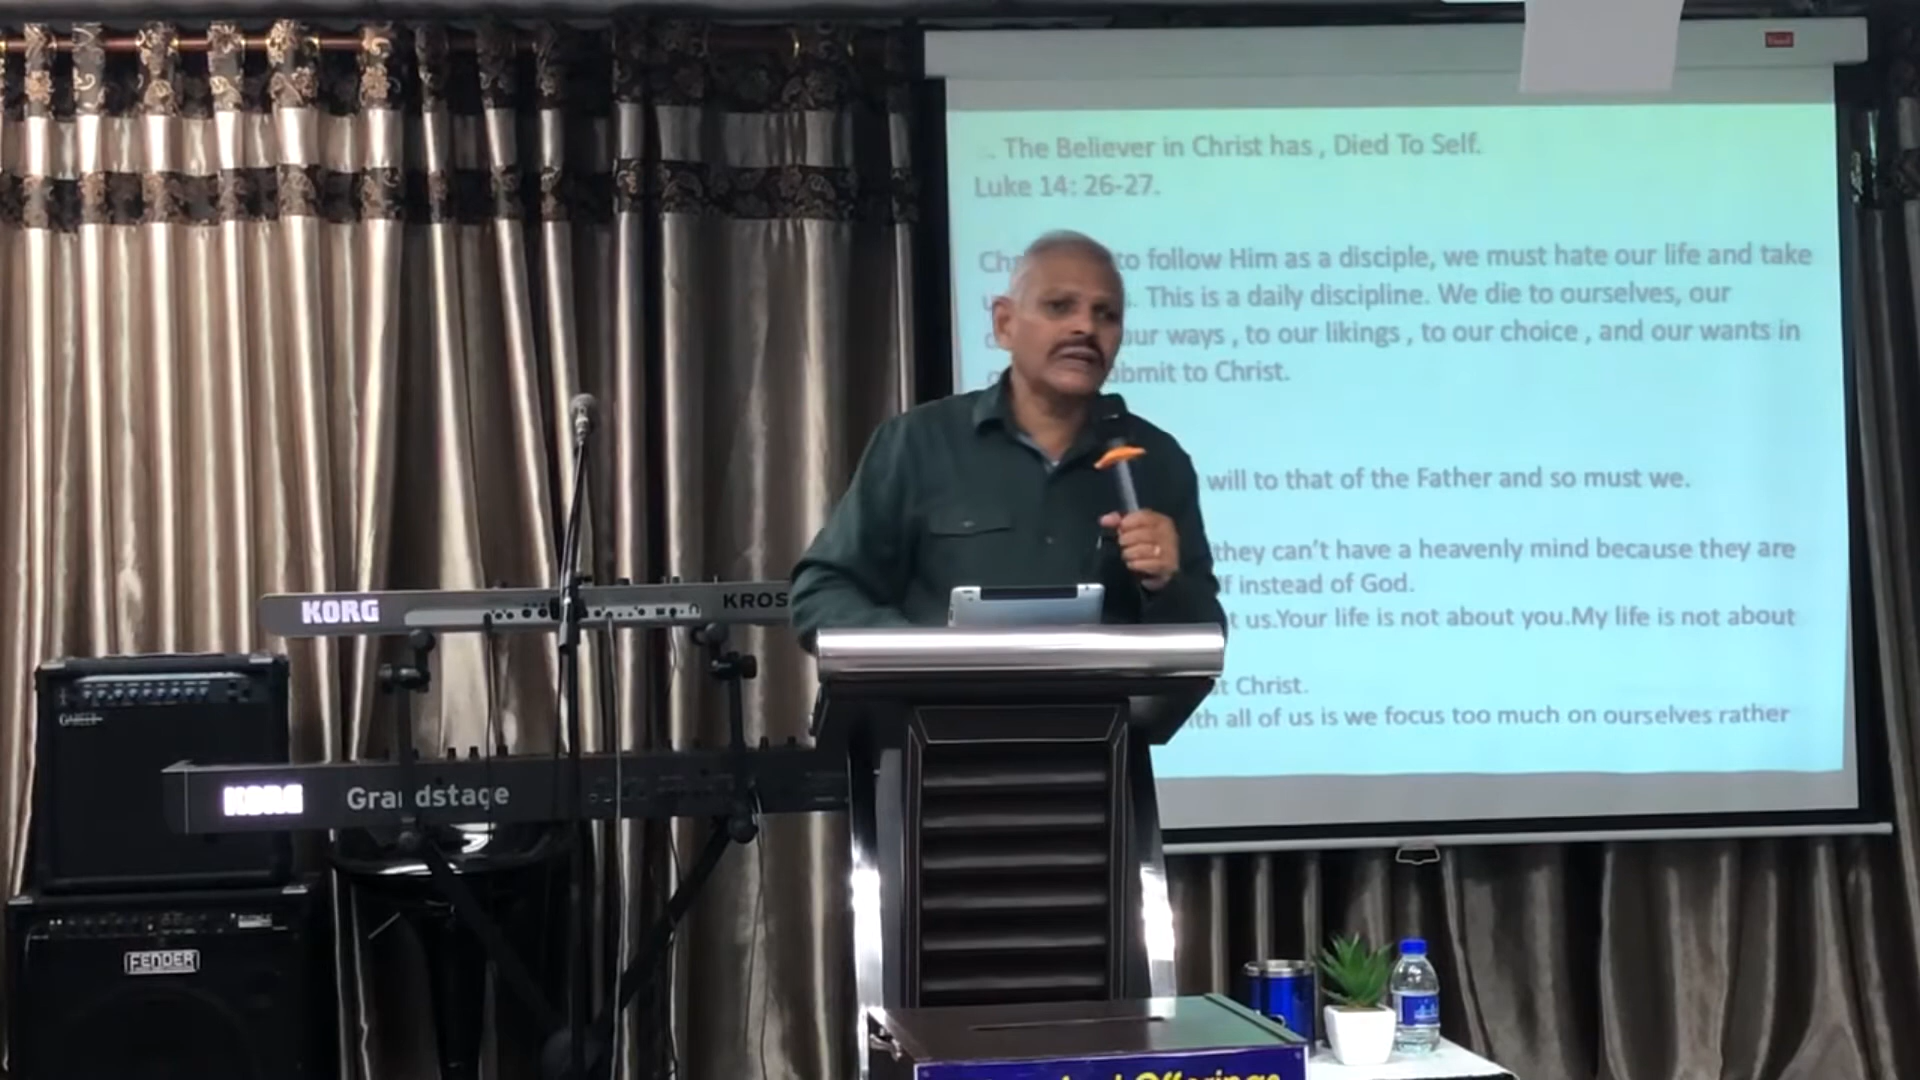 The Believer in Christ has , Died To Self.
Luke 14: 26-27.
to follow Him as a disciple, we must hate our life and take
This is a daily discipline. We die to ourselves, our
our ways , to our likings , to our choice , and our wants in
to Christ.
will to that of the Father and so must we.
they can't have a heavenly mind because they are
instead of God.
us.Your life is not about you.My life is not about
Christ.
all of us is we focus too much on ourselves rather
KORG
KROS
KORG Grandstage
FENDER
Offerings